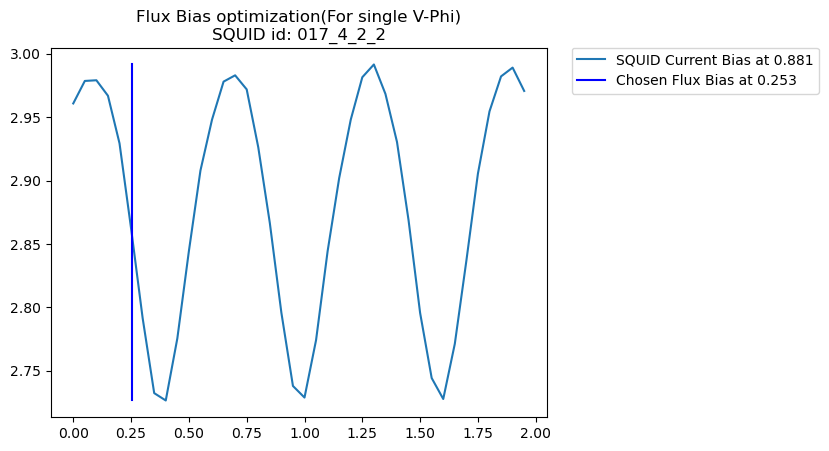 Flux Bias optimization(For single V-Phi)
SQUID id: 017_4_2_2
SQUID Current Bias at 0.881
Chosen Flux Bias at 0.253
3.00
2.95
2.90
2.85
2.80
2.75
0.00 0.25 0.50 0.75 1.00 1.25 1.50 1.75 2.00